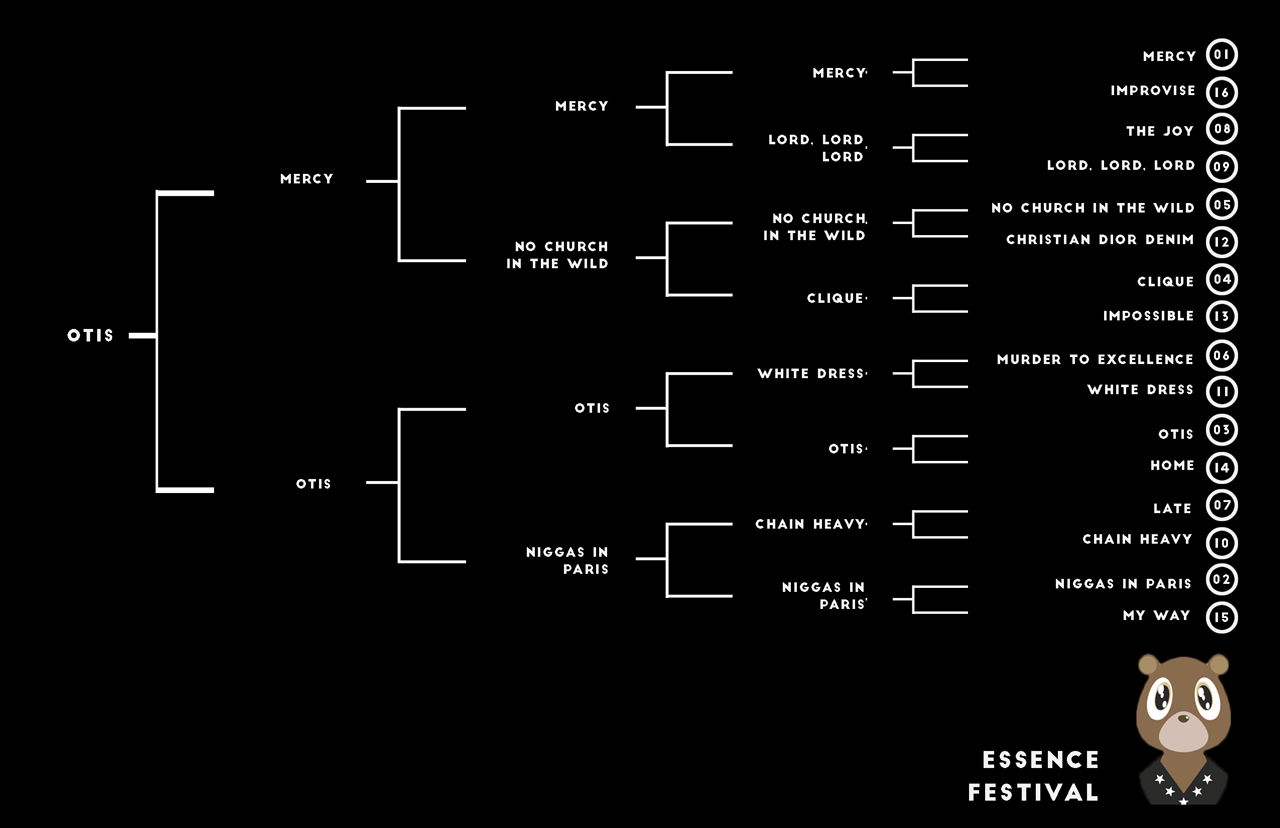 MERCY 01
IMPROVISE 16
THE JOY 08
LORD, LORD, LORD 09
NO CHURCH IN THE WILD 05
CHRISTIAN DIOR DENIM 12
CLIQUE 04
IMPOSSIBLE 13
MURDER TO EXCELLENCE 06
WHITE DRESS 11
OTIS 03
HOME 14
LATE 07
CHAIN HEAVY 10
NIGGAS IN PARIS 02
MY WAY 15
MERCY
LORD, LORD,
LORD
NO CHURCH
IN THE WILD
CLIQUE
WHITE DRESS
OTIS
CHAIN HEAVY
NIGGAS IN
PARIS
MERCY
NO CHURCH
IN THE WILD
OTIS
NIGGAS IN
PARIS
MERCY
OTIS
OTIS
ESSENCE
FESTIVAL